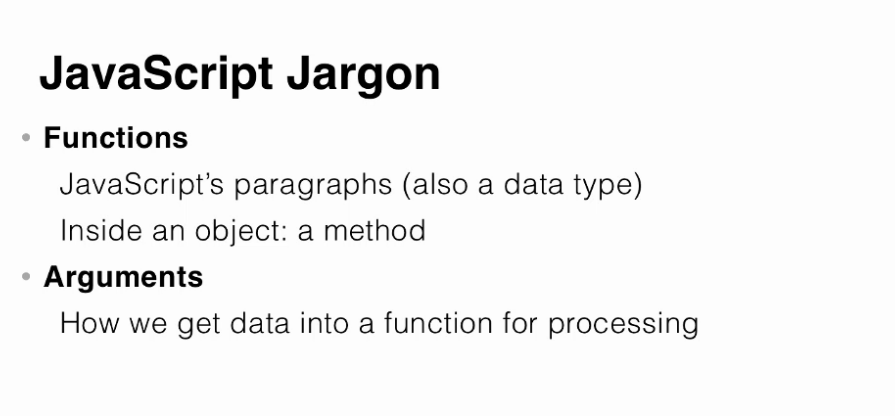 JavaScript Jargon
• Functions
JavaScript’s paragraphs (also a data type)
Inside an object: a method
• Arguments
How we get data into a function for processing